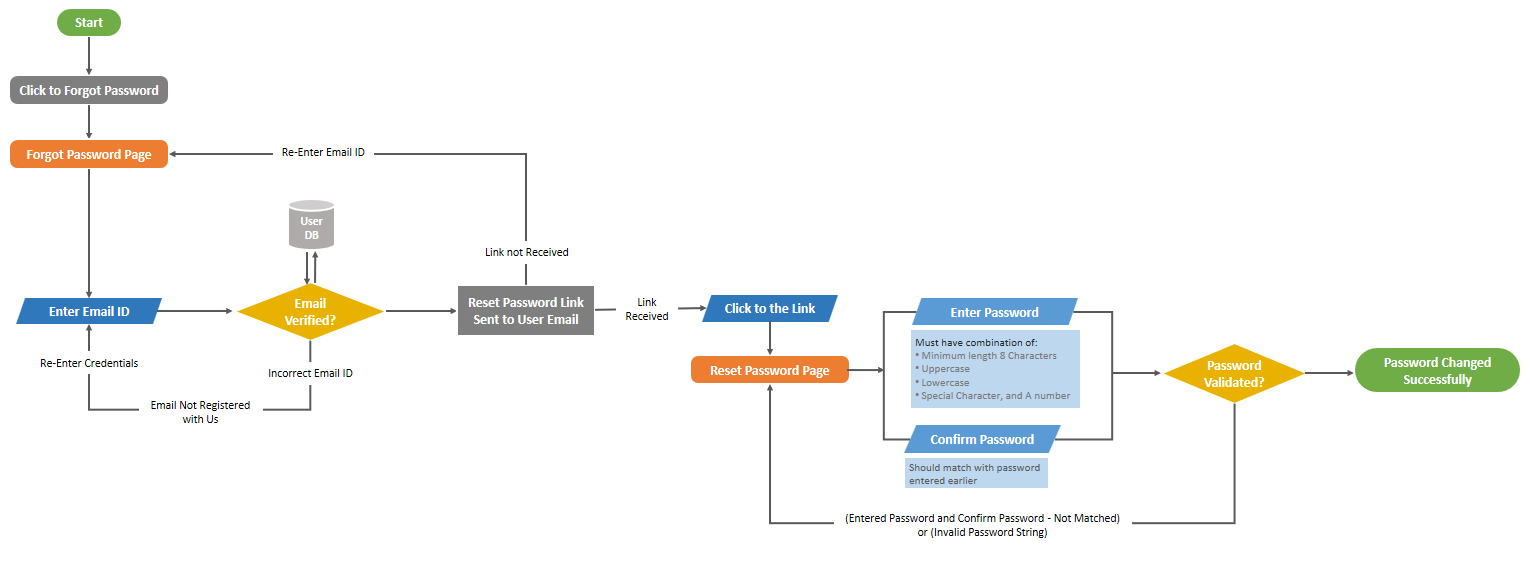 Start
Click to Forgot Password
Forgot Password Page
Re-Enter Email ID
User
DB
Link not Received
Enter Email ID
Email
Verified?
Reset Password Link
Sent to User Email
Link
Received
Click to the Link
Enter Password
Must have combination of:
• Minimum length 8 Characters
• Uppercase
• Lowercase
• Special Character, and A number
Re-Enter Credentials
Incorrect Email ID
Email Not Registered
with Us
Reset Password Page
Password
Validated?
Password Changed
Successfully
Confirm Password
Should match with password
entered earlier
(Entered Password and Confirm Password - Not Matched)
or (Invalid Password String)